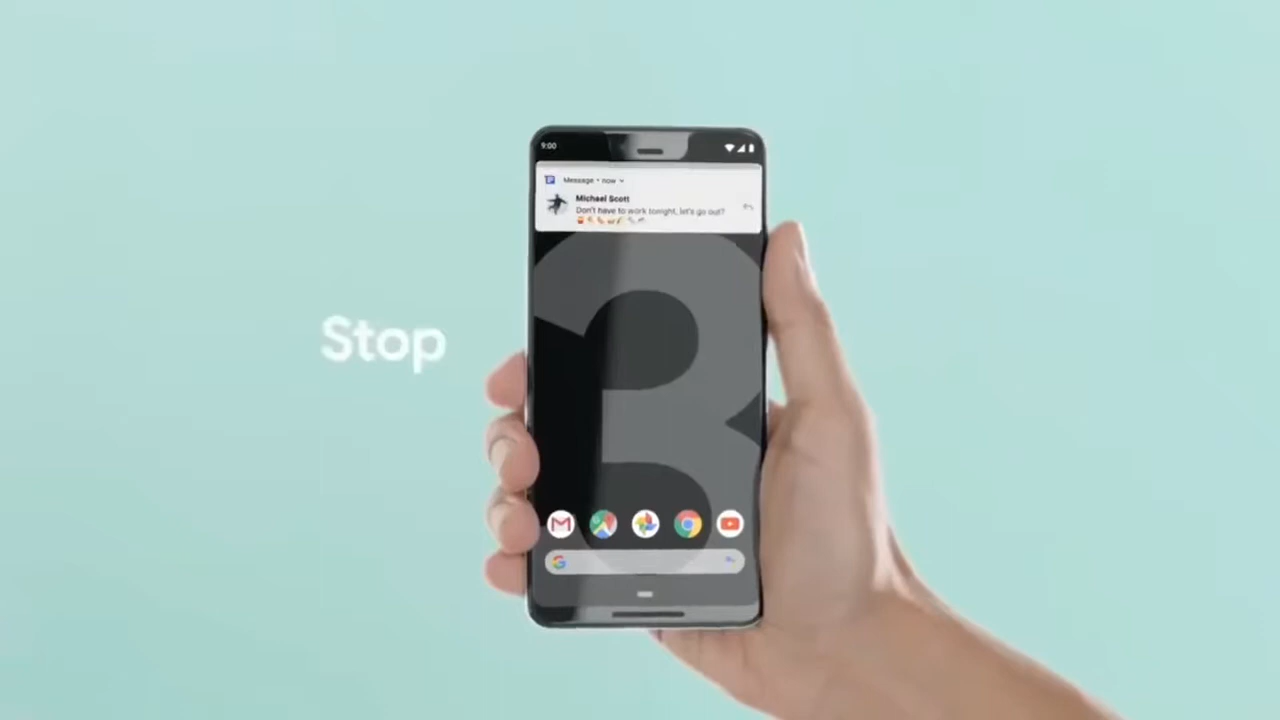 9:00
Message • now
Michael Scott
Don't have to work tonight, let's go out?
Stop